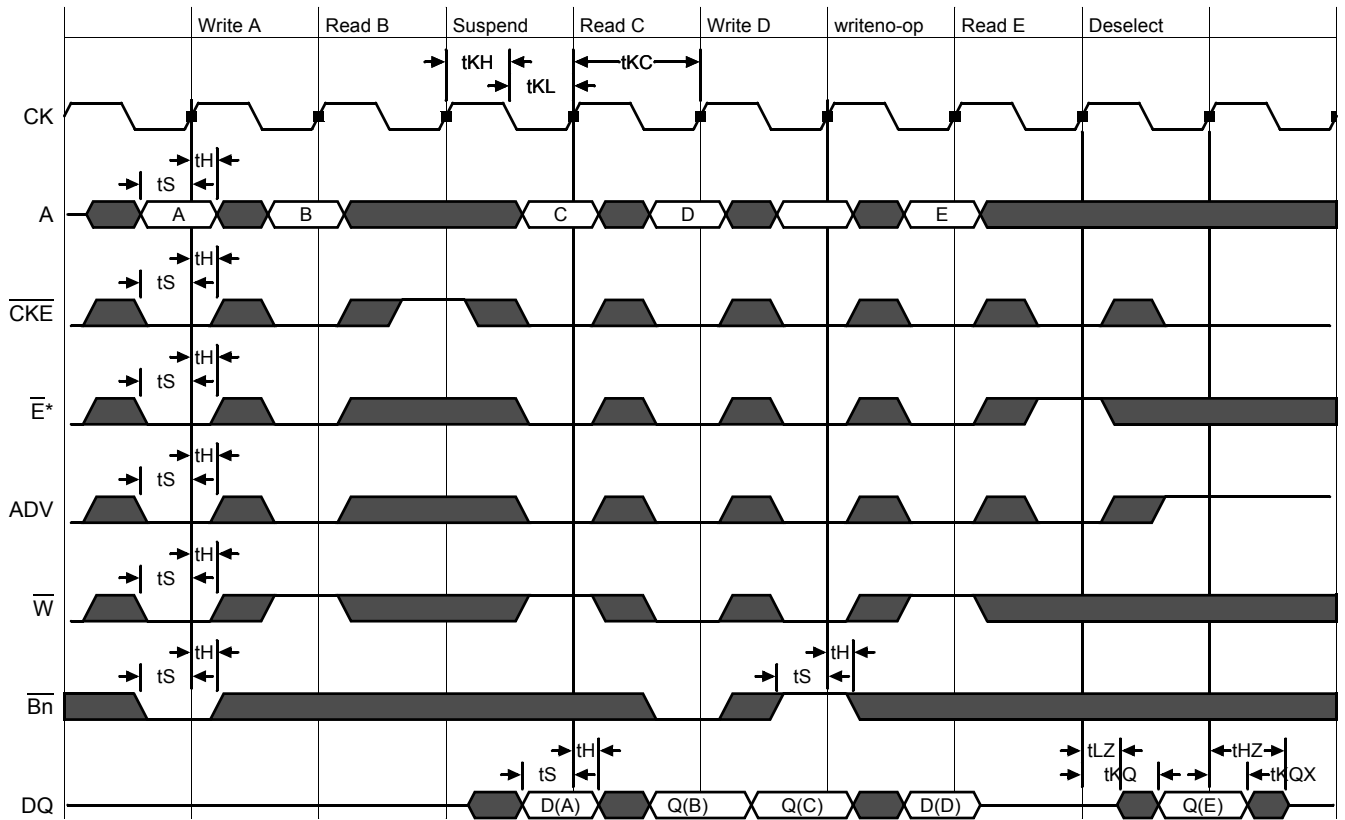 Write A Read B Suspend Read C Write D writeno-op Read E Deselect
tKH tKC
tKL
CK
tH
tS
A A B C D E
tH
tS
CKE
tH
tS
E*
tH
tS
ADV
tH
tS
W
tH tH
tS tS
Bn
tH tLZ tHZ
tS tKQ tKQX
DQ D(A) Q(B) Q(C) D(D) Q(E)